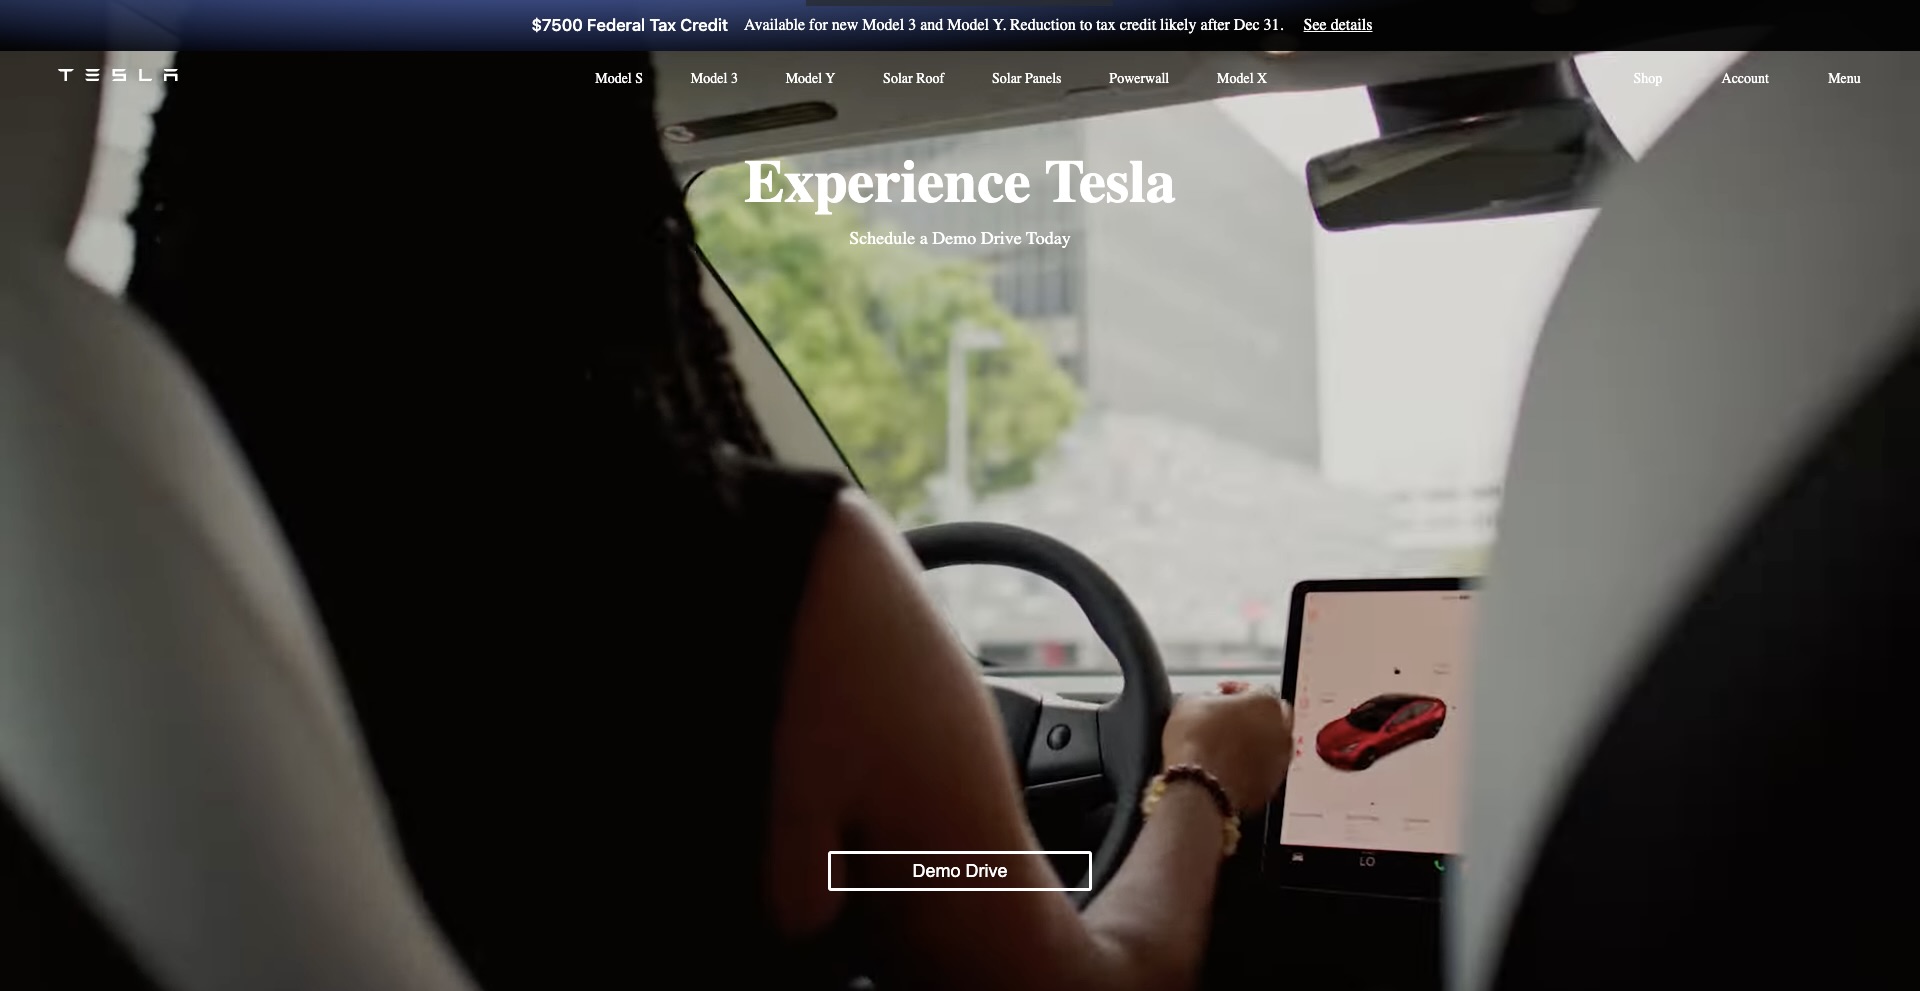 $7500 Federal Tax Credit Available for new Model 3 and Model Y. Reduction to tax credit likely after Dec 31. See details
TESLA Model S Model 3 Model Y Solar Roof Solar Panels Powerwall Model X Shop Account Menu
Experience Tesla
Schedule a Demo Drive Today
LO
Demo Drive